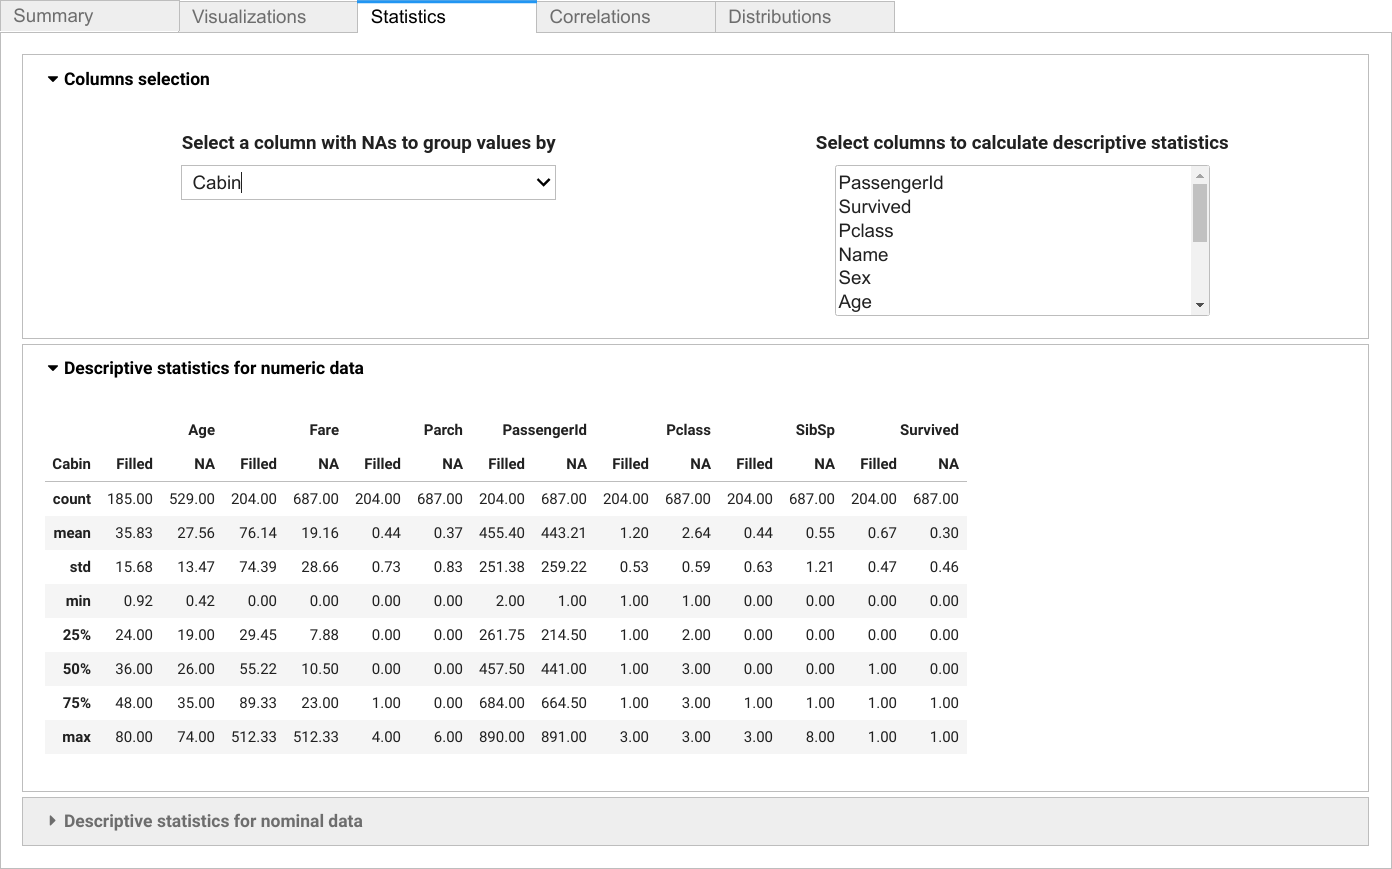 Summary Visualizations Statistics Correlations Distributions
Columns selection
Select a column with NAs to group values by
Cabin
Select columns to calculate descriptive statistics
PassengerId
Survived
Pclass
Name
Sex
Age
Descriptive statistics for numeric data
Age Fare Parch PassengerId Pclass SibSp Survived
Cabin Filled NA Filled NA Filled NA Filled NA Filled NA Filled NA Filled NA
count 185.00 529.00 204.00 687.00 204.00 687.00 204.00 687.00 204.00 687.00 204.00 687.00 204.00 687.00
mean 35.83 27.56 76.14 19.16 0.44 0.37 455.40 443.21 1.20 2.64 0.44 0.55 0.67 0.30
std 15.68 13.47 74.39 28.66 0.73 0.83 251.38 259.22 0.53 0.59 0.63 1.21 0.47 0.46
min 0.92 0.42 0.00 0.00 0.00 0.00 2.00 1.00 1.00 1.00 0.00 0.00 0.00 0.00
25% 24.00 19.00 29.45 7.88 0.00 0.00 261.75 214.50 1.00 2.00 0.00 0.00 0.00 0.00
50% 36.00 26.00 55.22 10.50 0.00 0.00 457.50 441.00 1.00 3.00 0.00 0.00 1.00 0.00
75% 48.00 35.00 89.33 23.00 1.00 0.00 684.00 664.50 1.00 3.00 1.00 1.00 1.00 1.00
max 80.00 74.00 512.33 512.33 4.00 6.00 890.00 891.00 3.00 3.00 3.00 8.00 1.00 1.00
Descriptive statistics for nominal data